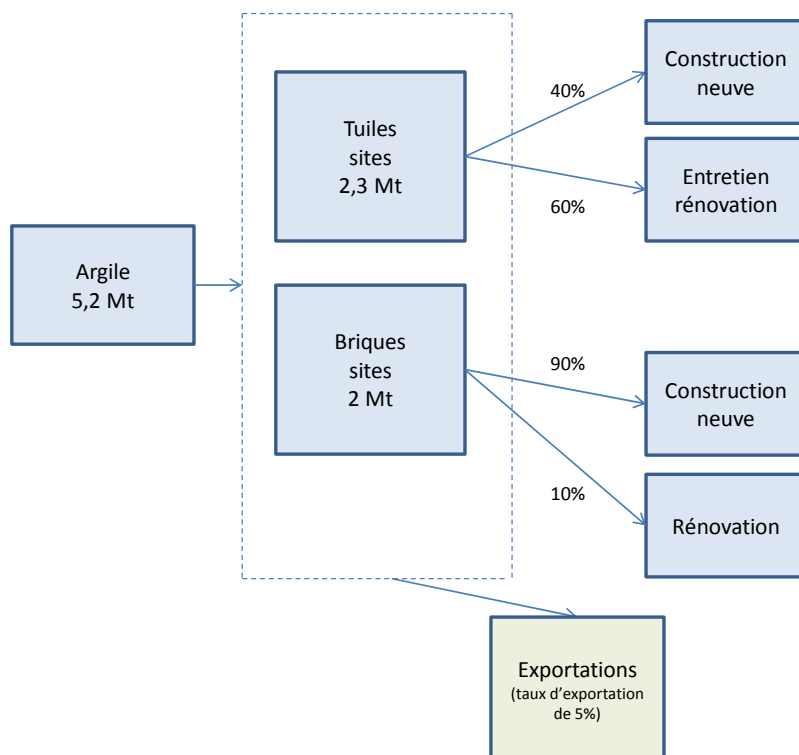 Argile
5,2 Mt
Tuiles
sites
2,3 Mt
Briques
sites
2 Mt
40%
60%
90%
10%
Construction
neuve
Entretien
rénovation
Construction
neuve
Rénovation
Exportations
(taux d'exportation
de 5%)